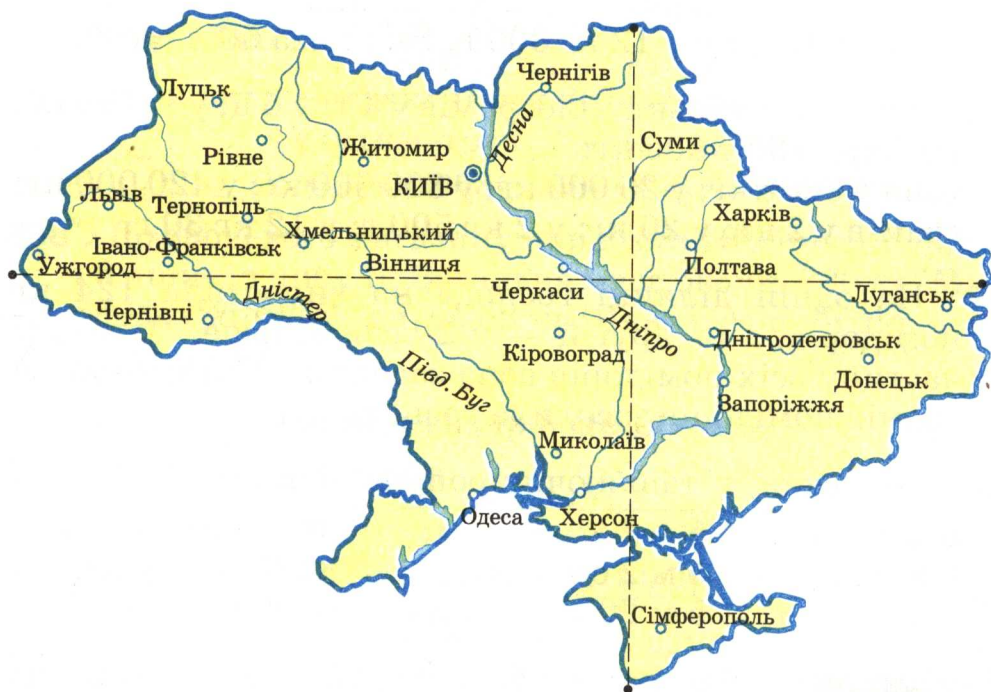 Чернігів
Луцьк
Десна
Рівне
Житомир
Суми
КИЇВ
Львів
Тернопіль
Харків
Хмельницький
Івано-Франківськ
Ужгород
Вінниця
Полтава
Черкаси
Луганськ
Дністер
Чернівці
Дніпро
Кіровоград
Дніпропетровськ
Півд. Буг
Донецьк
Запоріжжя
Миколаїв
Одеса
Херсон
Сімферополь